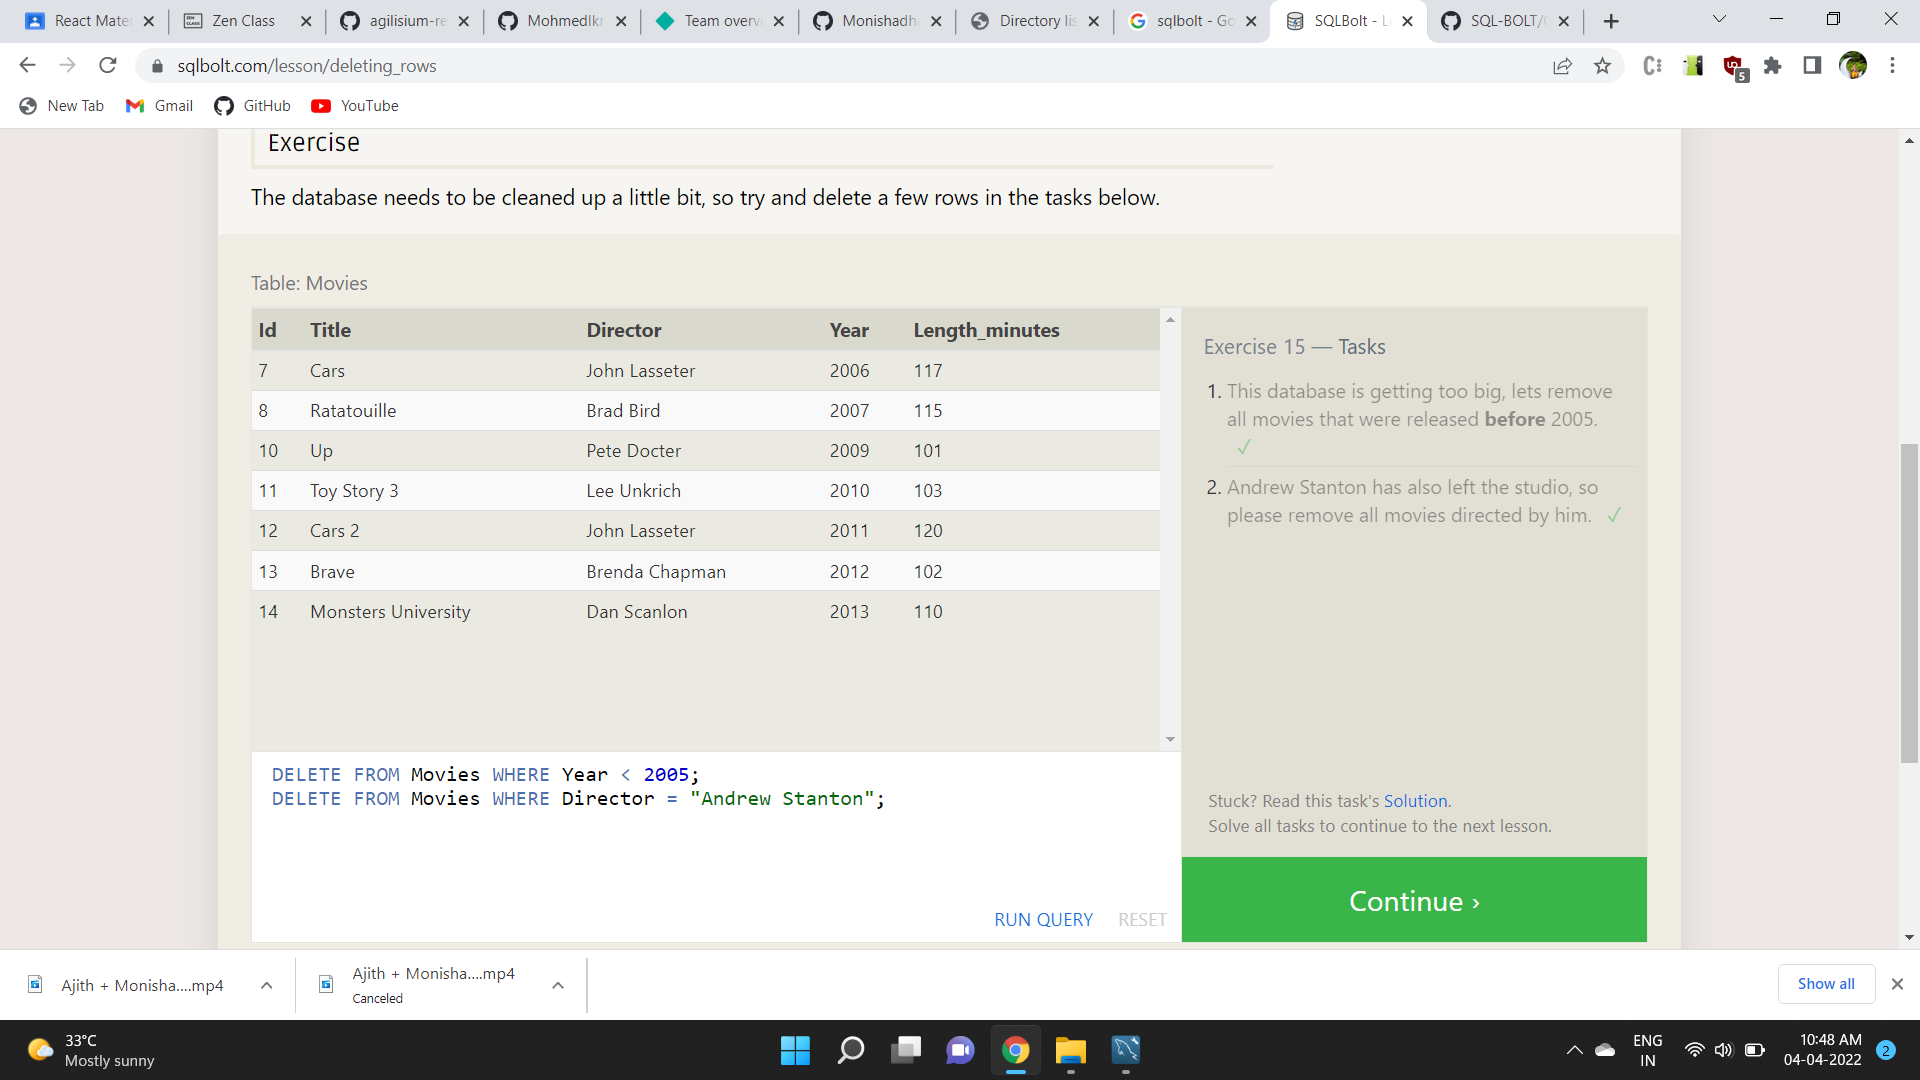 React Mate
Zen Class
agilisium-re
MohmedIkr
Team overvi
Monishadh
Directory lis
sqlbolt - Go
SQLBolt - L
SQL-BOLT/
sqlbolt.com/lesson/deleting_rows
5
New Tab
Gmail
GitHub
YouTube
Exercise
The database needs to be cleaned up a little bit, so try and delete a few rows in the tasks below.
Table: Movies
Id Title Director Year Length_minutes
7 Cars John Lasseter 2006 117
8 Ratatouille Brad Bird 2007 115
10 Up Pete Docter 2009 101
11 Toy Story 3 Lee Unkrich 2010 103
12 Cars 2 John Lasseter 2011 120
13 Brave Brenda Chapman 2012 102
14 Monsters University Dan Scanlon 2013 110
DELETE FROM Movies WHERE Year < 2005;
DELETE FROM Movies WHERE Director = "Andrew Stanton";
RUN QUERY RESET
Exercise 15 — Tasks
1. This database is getting too big, lets remove
all movies that were released before 2005.
✓
2. Andrew Stanton has also left the studio, so
please remove all movies directed by him. ✓
Stuck? Read this task's Solution.
Solve all tasks to continue to the next lesson.
Continue ›
Ajith + Monisha....mp4
Ajith + Monisha....mp4
Canceled
Show all
33°C
Mostly sunny
ENG
IN
10:48 AM
04-04-2022
2